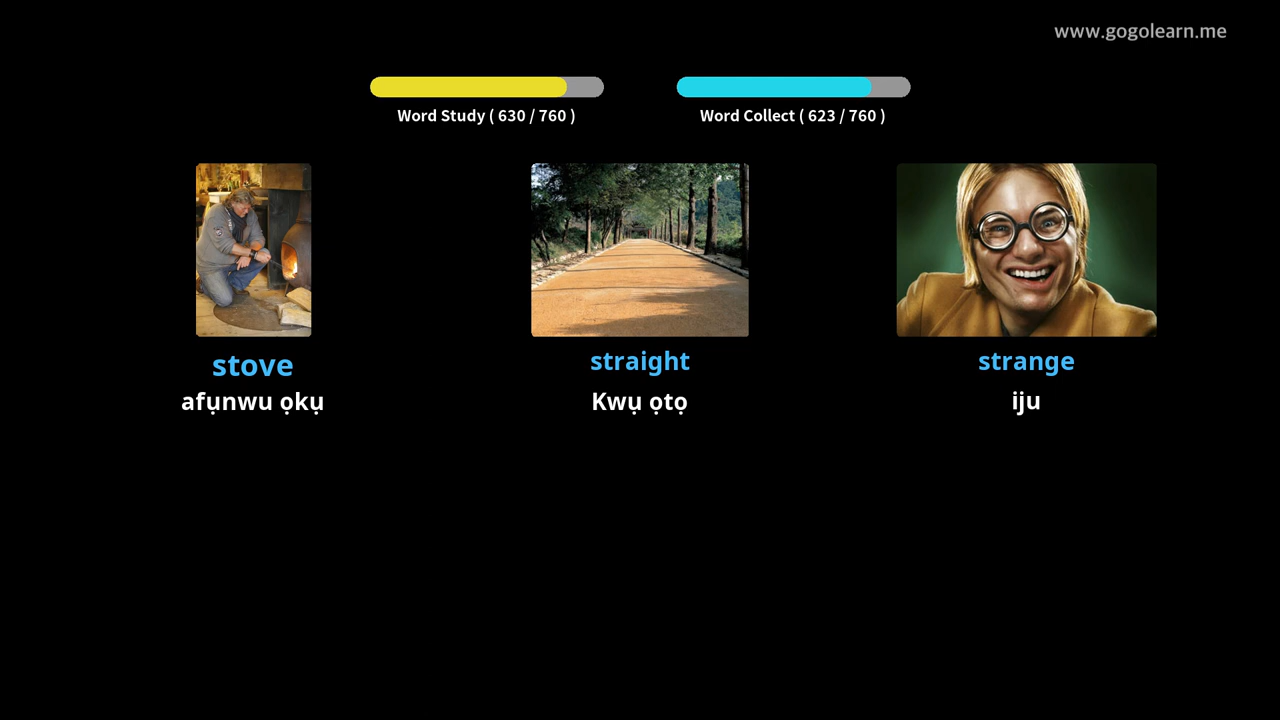 www.gogolearn.me
Word Study ( 630 / 760 )
Word Collect ( 623 / 760 )
stove
afụnwu ọkụ
straight
Kwụ ọtọ
strange
iju